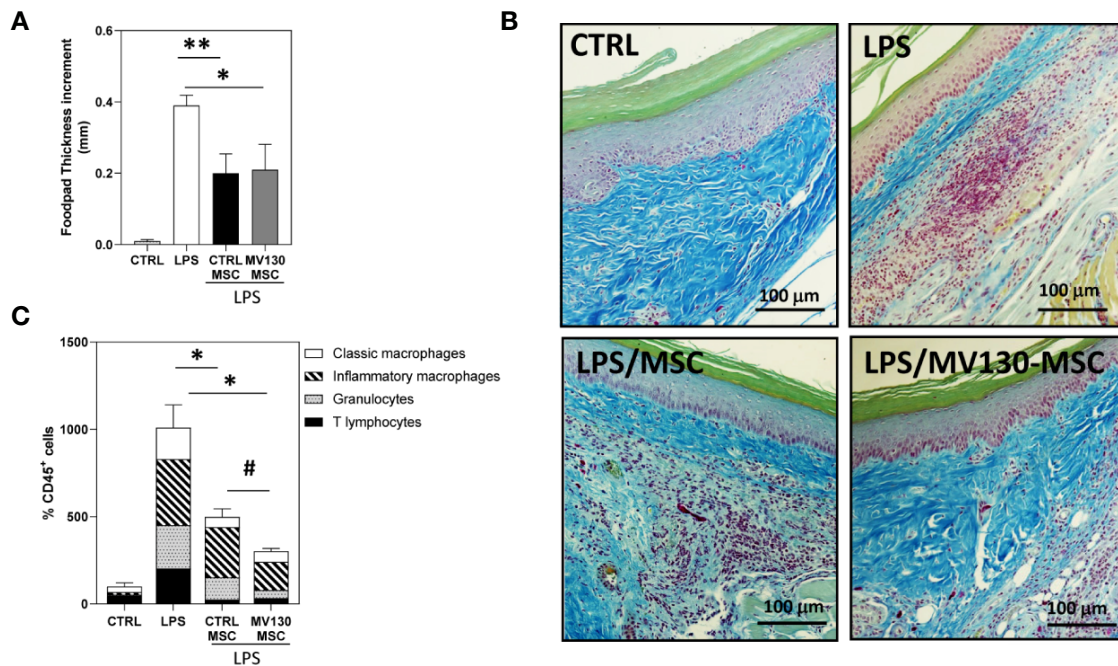 A
Foodpad Thickness increment
(mm)
0.6
0.4
0.2
0.0
**
*
CTRL
LPS
CTRL
MSC
MV130
MSC
LPS
B
CTRL
100 µm
LPS
100 µm
LPS/MSC
100 µm
LPS/MV130-MSC
100 µm
C
% CD45⁺ cells
1500
1000
500
0
*
*
#
Classic macrophages
Inflammatory macrophages
Granulocytes
T lymphocytes
CTRL
LPS
CTRL
MSC
MV130
MSC
LPS